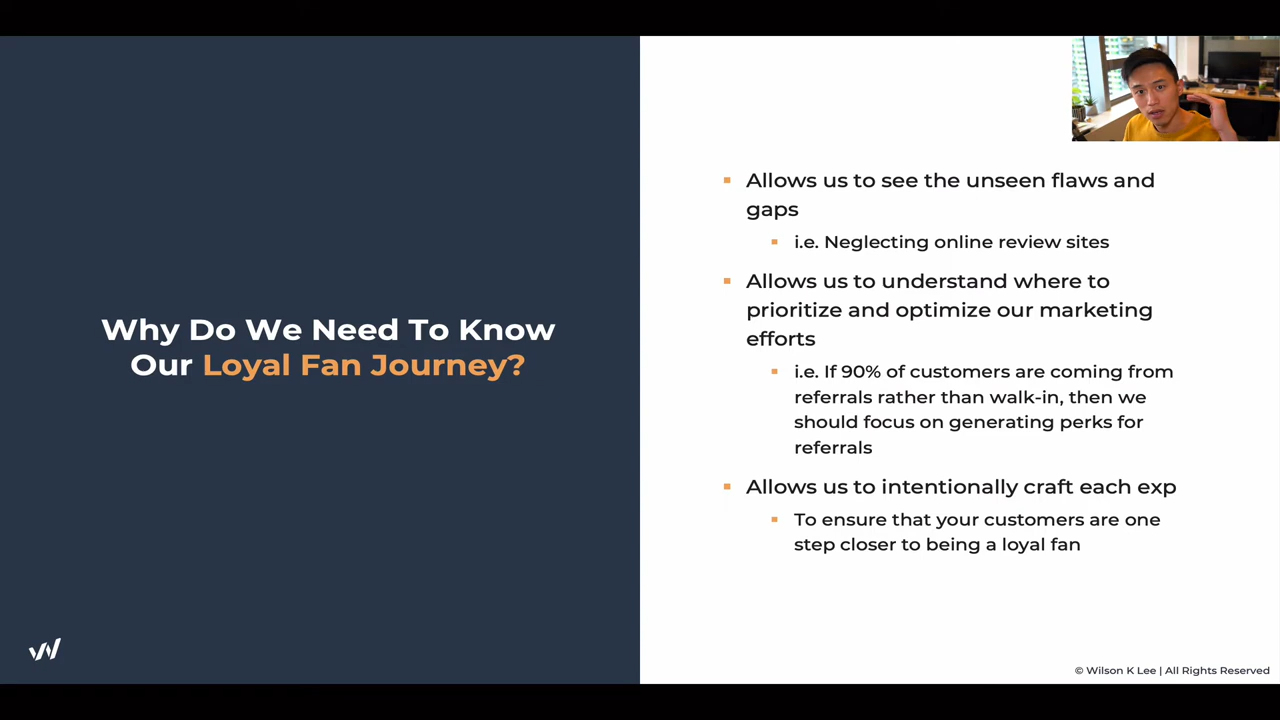 Why Do We Need To Know
Our Loyal Fan Journey?
▪ Allows us to see the unseen flaws and
gaps
▪ i.e. Neglecting online review sites
▪ Allows us to understand where to
prioritize and optimize our marketing
efforts
▪ i.e. If 90% of customers are coming from
referrals rather than walk-in, then we
should focus on generating perks for
referrals
▪ Allows us to intentionally craft each exp
▪ To ensure that your customers are one
step closer to being a loyal fan
© Wilson K Lee | All Rights Reserved